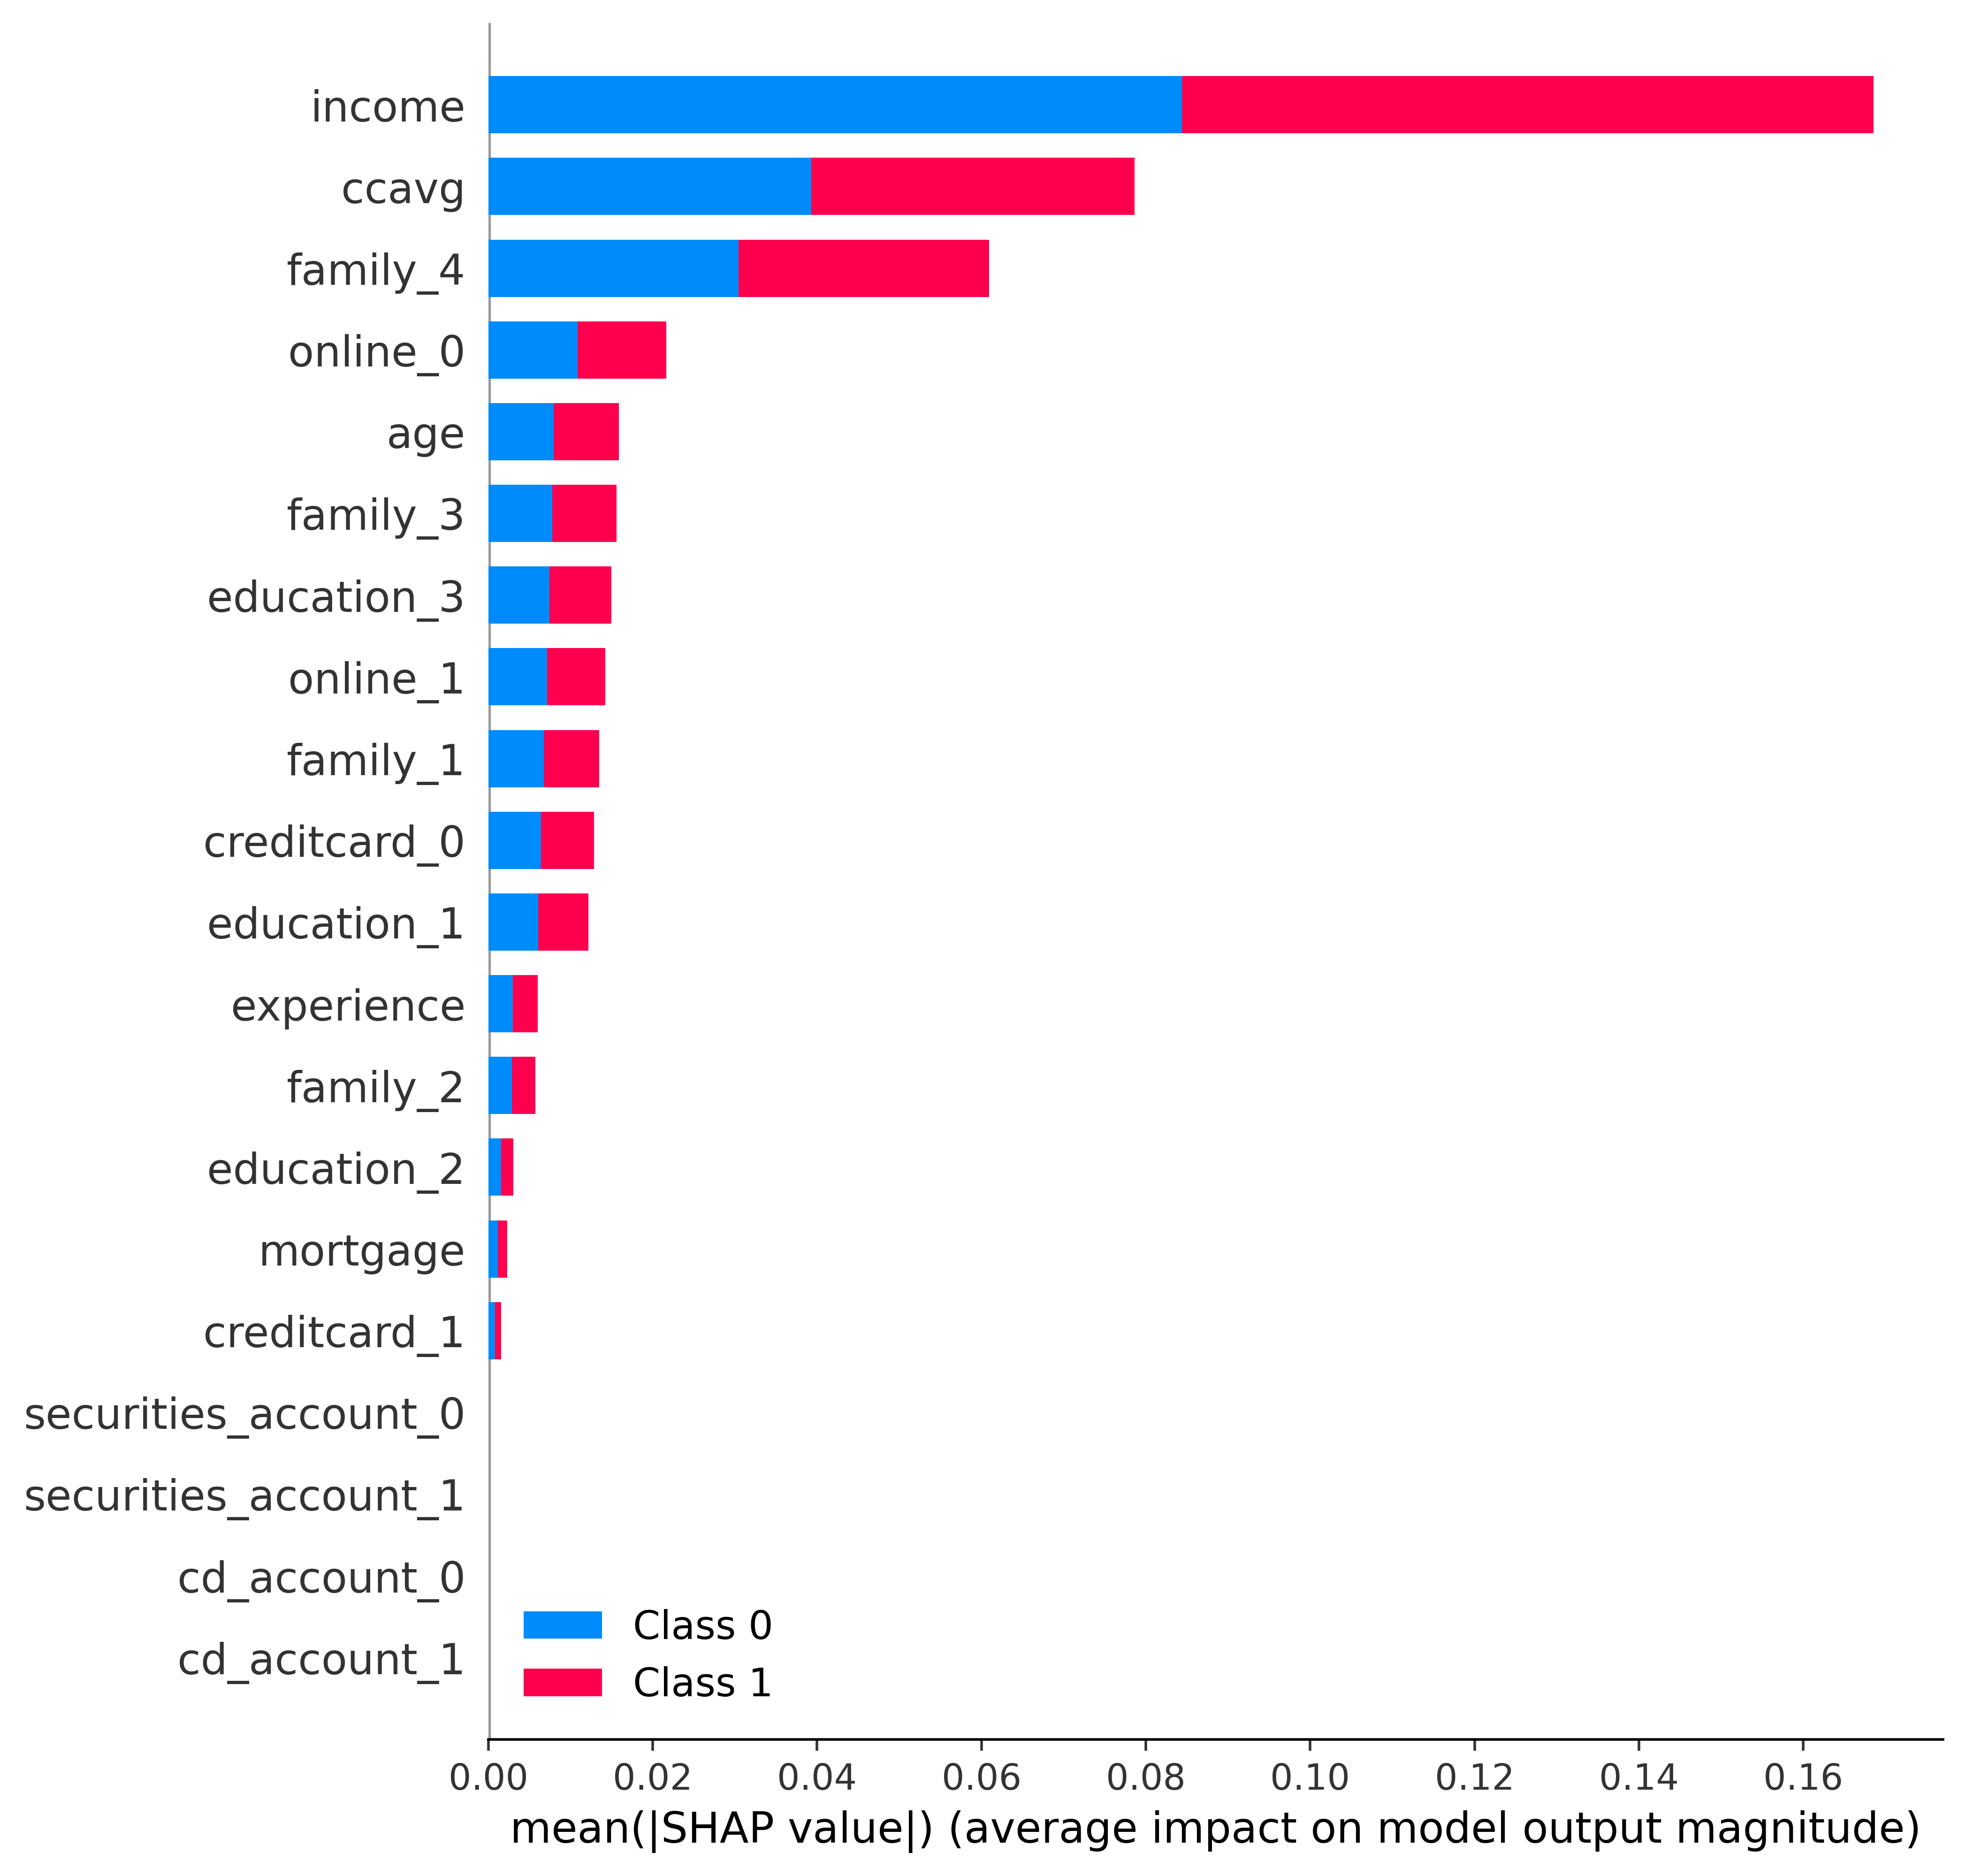 income
ccavg
family_4
online_0
age
family_3
education_3
online_1
family_1
creditcard_0
education_1
experience
family_2
education_2
mortgage
creditcard_1
securities_account_0
securities_account_1
cd_account_0
cd_account_1
Class 0
Class 1
0.00 0.02 0.04 0.06 0.08 0.10 0.12 0.14 0.16
mean(|SHAP value|) (average impact on model output magnitude)